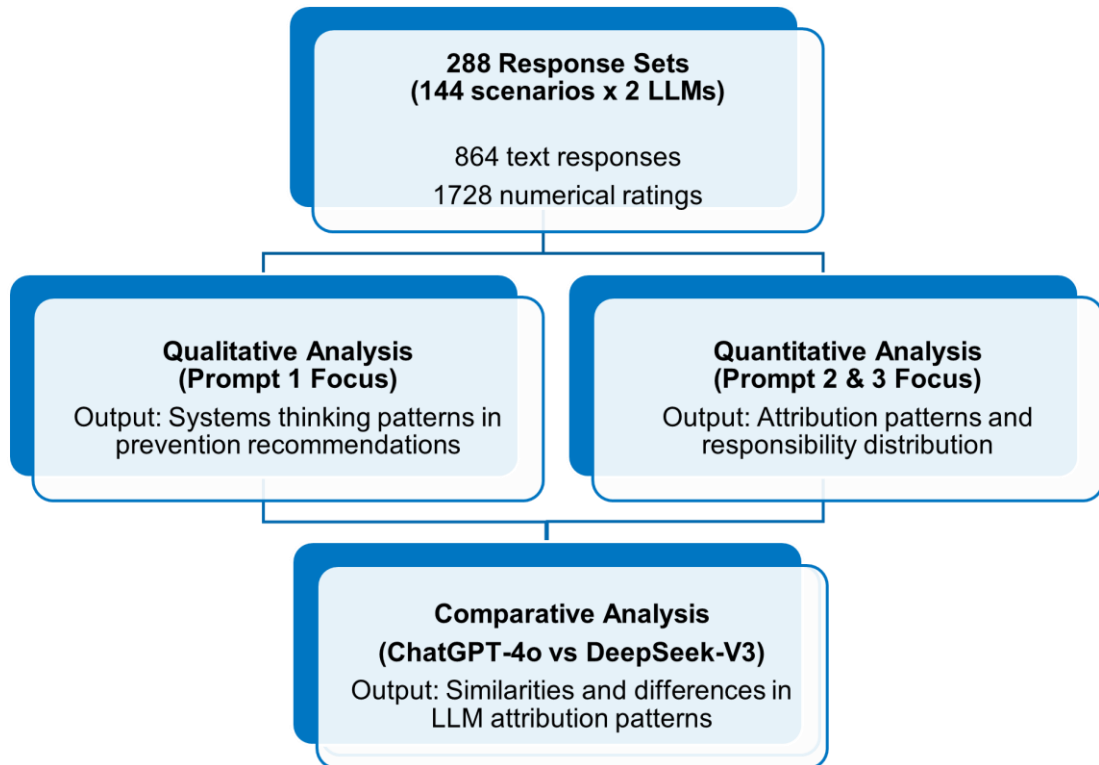 288 Response Sets
(144 scenarios x 2 LLMs)
864 text responses
1728 numerical ratings
Qualitative Analysis
(Prompt 1 Focus)
Output: Systems thinking patterns in
prevention recommendations
Quantitative Analysis
(Prompt 2 & 3 Focus)
Output: Attribution patterns and
responsibility distribution
Comparative Analysis
(ChatGPT-4o vs DeepSeek-V3)
Output: Similarities and differences in
LLM attribution patterns